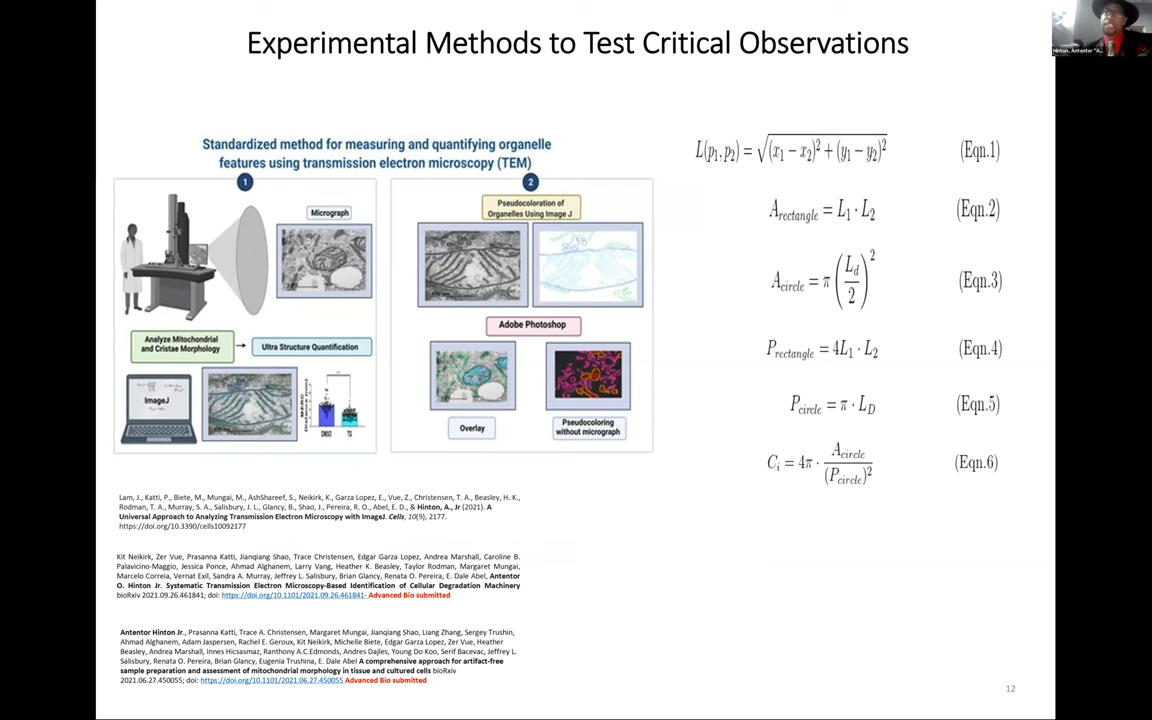 Experimental Methods to Test Critical Observations
Hinton, Antentor "A...
Standardized method for measuring and quantifying organelle
features using transmission electron microscopy (TEM)
1
Micrograph
Analyze Mitochondrial
and Cristae Morphology
Ultra Structure Quantification
ImageJ
DMSO
TG
2
Pseudocoloration of
Organelles Using Image J
Adobe Photoshop
Overlay
Pseudocoloring
without micrograph
L(p₁, p₂) = √(x₁ − x₂)² + (y₁ − y₂)² (Eqn.1)
A_rectangle = L₁ · L₂ (Eqn.2)
A_circle = π (L_d / 2)² (Eqn.3)
P_rectangle = 4L₁ · L₂ (Eqn.4)
P_circle = π · L_D (Eqn.5)
C_i = 4π · A_circle / (P_circle)² (Eqn.6)
Lam, J., Katti, P., Biete, M., Mungai, M., AshShareef, S., Neikirk, K., Garza Lopez, E., Vue, Z., Christensen, T. A., Beasley, H. K.,
Rodman, T. A., Murray, S. A., Salisbury, J. L., Glancy, B., Shao, J., Pereira, R. O., Abel, E. D., & Hinton, A., Jr (2021). A
Universal Approach to Analyzing Transmission Electron Microscopy with ImageJ. Cells, 10(9), 2177.
https://doi.org/10.3390/cells10092177
Kit Neikirk, Zer Vue, Prasanna Katti, Jianqiang Shao, Trace Christensen, Edgar Garza Lopez, Andrea Marshall, Caroline B.
Palavicino-Maggio, Jessica Ponce, Ahmad Alghanem, Larry Vang, Heather K. Beasley, Taylor Rodman, Margaret Mungai,
Marcelo Correia, Vernat Exil, Sandra A. Murray, Jeffrey L. Salisbury, Brian Glancy, Renata O. Pereira, E. Dale Abel, Antentor
O. Hinton Jr. Systematic Transmission Electron Microscopy-Based Identification of Cellular Degradation Machinery
bioRxiv 2021.09.26.461841; doi: https://doi.org/10.1101/2021.09.26.461841- Advanced Bio submitted
Antentor Hinton Jr., Prasanna Katti, Trace A. Christensen, Margaret Mungai, Jianqiang Shao, Liang Zhang, Sergey Trushin,
Ahmad Alghanem, Adam Jaspersen, Rachel E. Geroux, Kit Neikirk, Michelle Biete, Edgar Garza Lopez, Zer Vue, Heather
Beasley, Andrea Marshall, Innes Hicsasmaz, Ranthony A.C.Edmonds, Andres Dajles, Young Do Koo, Serif Bacevac, Jeffrey L.
Salisbury, Renata O. Pereira, Brian Glancy, Eugenia Trushina, E. Dale Abel A comprehensive approach for artifact-free
sample preparation and assessment of mitochondrial morphology in tissue and cultured cells bioRxiv
2021.06.27.450055; doi: https://doi.org/10.1101/2021.06.27.450055 Advanced Bio submitted
12